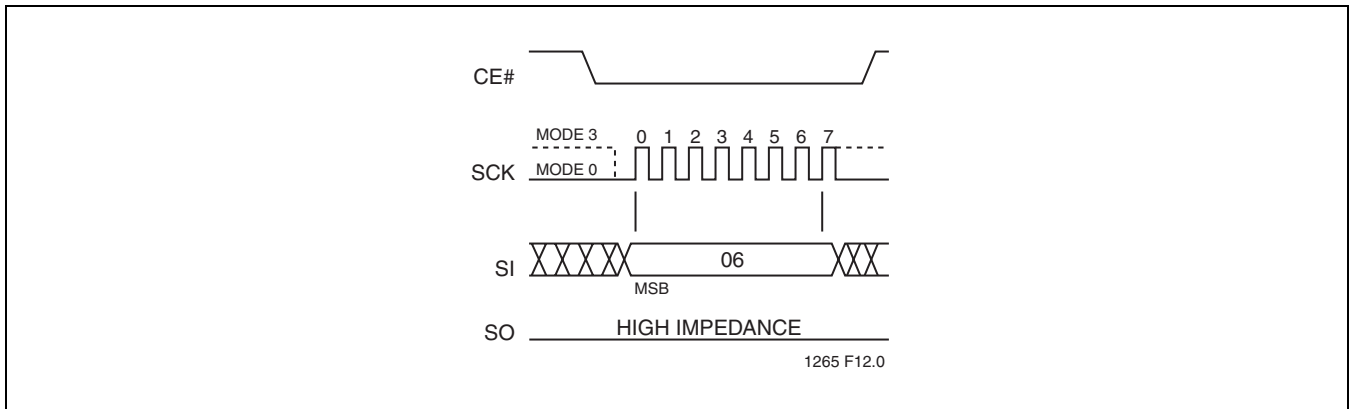 CE#
MODE 3
0 1 2 3 4 5 6 7
SCK
MODE 0
SI
06
MSB
SO
HIGH IMPEDANCE
1265 F12.0